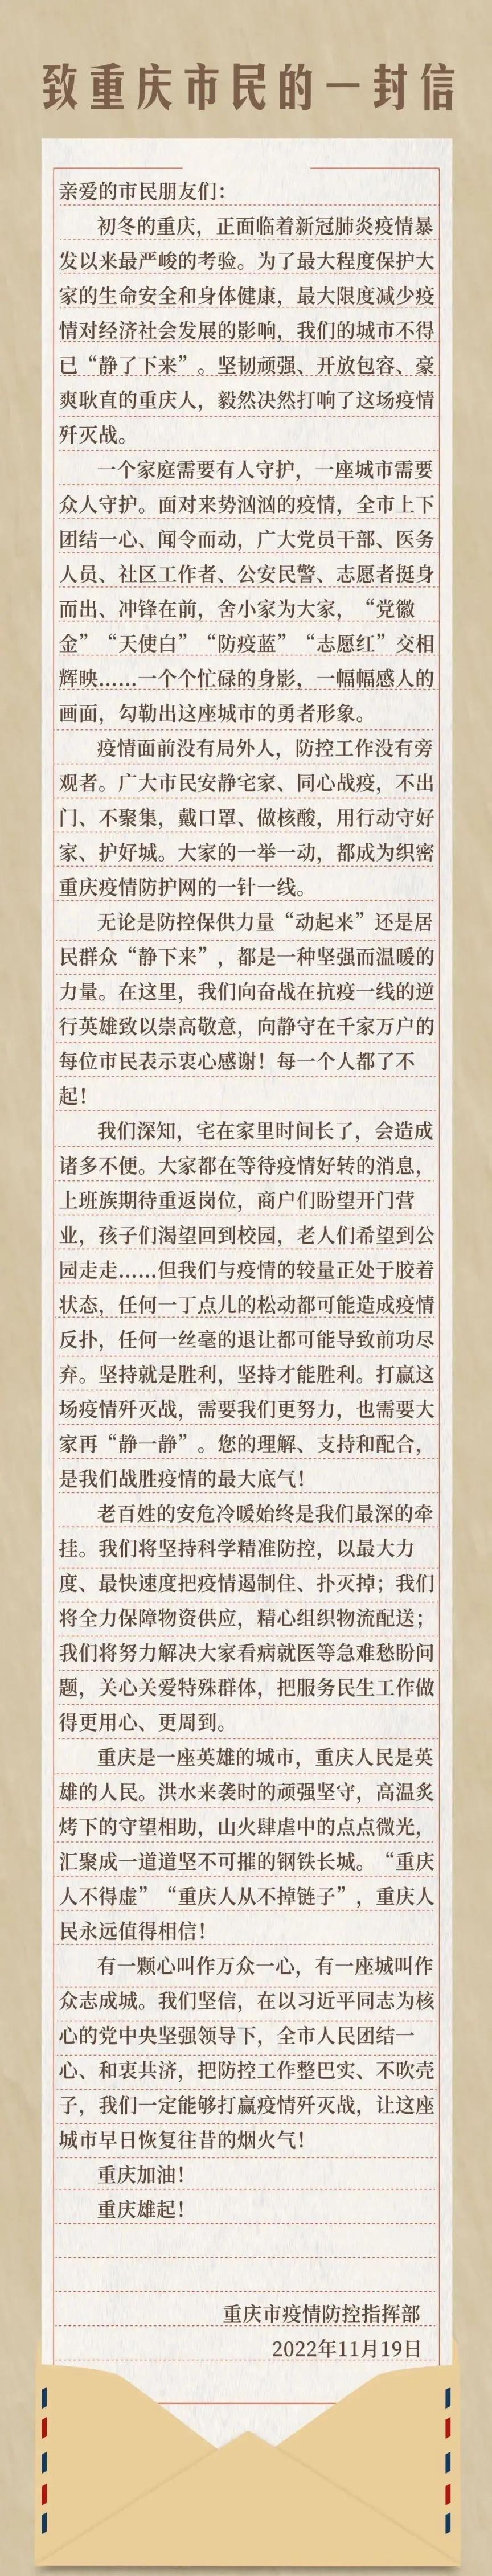 致重庆市民的一封信
亲爱的市民朋友们：
初冬的重庆，正面临着新冠肺炎疫情暴
发以来最严峻的考验。为了最大程度保护大
家的生命安全和身体健康，最大限度减少疫
情对经济社会发展的影响，我们的城市不得
已“静了下来”。坚韧顽强、开放包容、豪
爽耿直的重庆人，毅然决然打响了这场疫情
歼灭战。
一个家庭需要有人守护，一座城市需要
众人守护。面对来势汹汹的疫情，全市上下
团结一心、闻令而动，广大党员干部、医务
人员、社区工作者、公安民警、志愿者挺身
而出、冲锋在前，舍小家为大家，“党徽
金”“天使白”“防疫蓝”“志愿红”交相
辉映……一个个忙碌的身影，一幅幅感人的
画面，勾勒出这座城市的勇者形象。
疫情面前没有局外人，防控工作没有旁
观者。广大市民安静宅家、同心战疫，不出
门、不聚集，戴口罩、做核酸，用行动守好
家、护好城。大家的一举一动，都成为织密
重庆疫情防护网的一针一线。
无论是防控保供力量“动起来”还是居
民群众“静下来”，都是一种坚强而温暖的
力量。在这里，我们向奋战在抗疫一线的逆
行英雄致以崇高敬意，向静守在千家万户的
每位市民表示衷心感谢！每一个人都了不
起！
我们深知，宅在家里时间长了，会造成
诸多不便。大家都在等待疫情好转的消息，
上班族期待重返岗位，商户们盼望开门营
业，孩子们渴望回到校园，老人们希望到公
园走走……但我们与疫情的较量正处于胶着
状态，任何一丁点儿的松动都可能造成疫情
反扑，任何一丝毫的退让都可能导致前功尽
弃。坚持就是胜利，坚持才能胜利。打赢这
场疫情歼灭战，需要我们更努力，也需要大
家再“静一静”。您的理解、支持和配合，
是我们战胜疫情的最大底气！
老百姓的安危冷暖始终是我们最深的牵
挂。我们将坚持科学精准防控，以最大力
度、最快速度把疫情遏制住、扑灭掉；我们
将全力保障物资供应，精心组织物流配送；
我们将努力解决大家看病就医等急难愁盼问
题，关心关爱特殊群体，把服务民生工作做
得更用心、更周到。
重庆是一座英雄的城市，重庆人民是英
雄的人民。洪水来袭时的顽强坚守，高温炙
烤下的守望相助，山火肆虐中的点点微光，
汇聚成一道道坚不可摧的钢铁长城。“重庆
人不得虚”“重庆人从不掉链子”，重庆人
民永远值得相信！
有一颗心叫作万众一心，有一座城叫作
众志成城。我们坚信，在以习近平同志为核
心的党中央坚强领导下，全市人民团结一
心、和衷共济，把防控工作整巴实、不吹壳
子，我们一定能够打赢疫情歼灭战，让这座
城市早日恢复往昔的烟火气！
重庆加油！
重庆雄起！
重庆市疫情防控指挥部
2022年11月19日